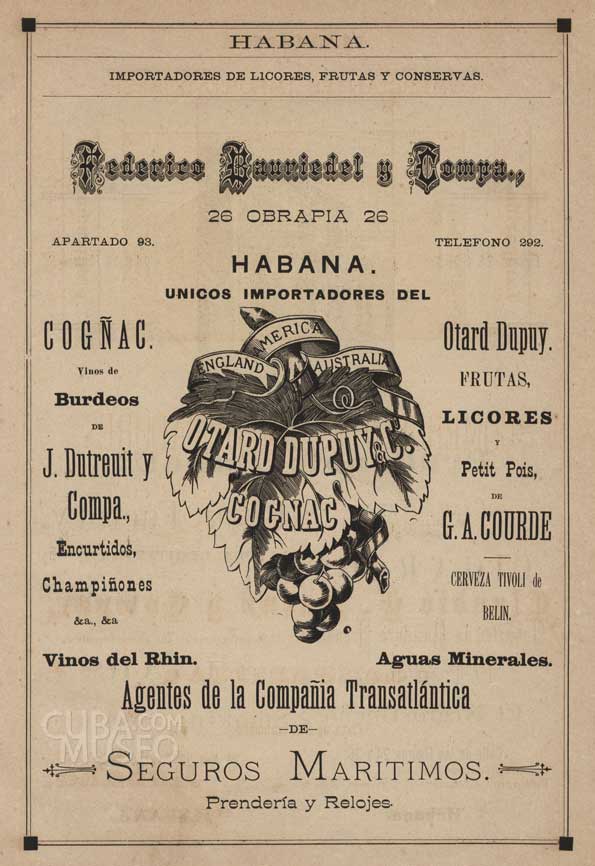 HABANA.
IMPORTADORES DE LICORES, FRUTAS Y CONSERVAS.
Federico Bauriedel y Compa.,
26 OBRAPIA 26
APARTADO 93.
TELEFONO 292.
HABANA.
UNICOS IMPORTADORES DEL
COGÑAC.
Vinos de
Burdeos
DE
J. Dutreuit y
Compa.,
Encurtidos,
Champiñones
&a., &a
ENGLAND
AMERICA
AUSTRALIA
OTARD DUPUY & C.
COGNAC
Otard Dupuy.
FRUTAS,
LICORES
Y
Petit Pois,
DE
G. A. COURDE
CERVEZA TIVOLI de
BELIN.
Vinos del Rhin.
Aguas Minerales.
Agentes de la Compañia Transatlántica
–DE–
SEGUROS MARITIMOS.
Prendería y Relojes.
CUBA.COM
MUSEO